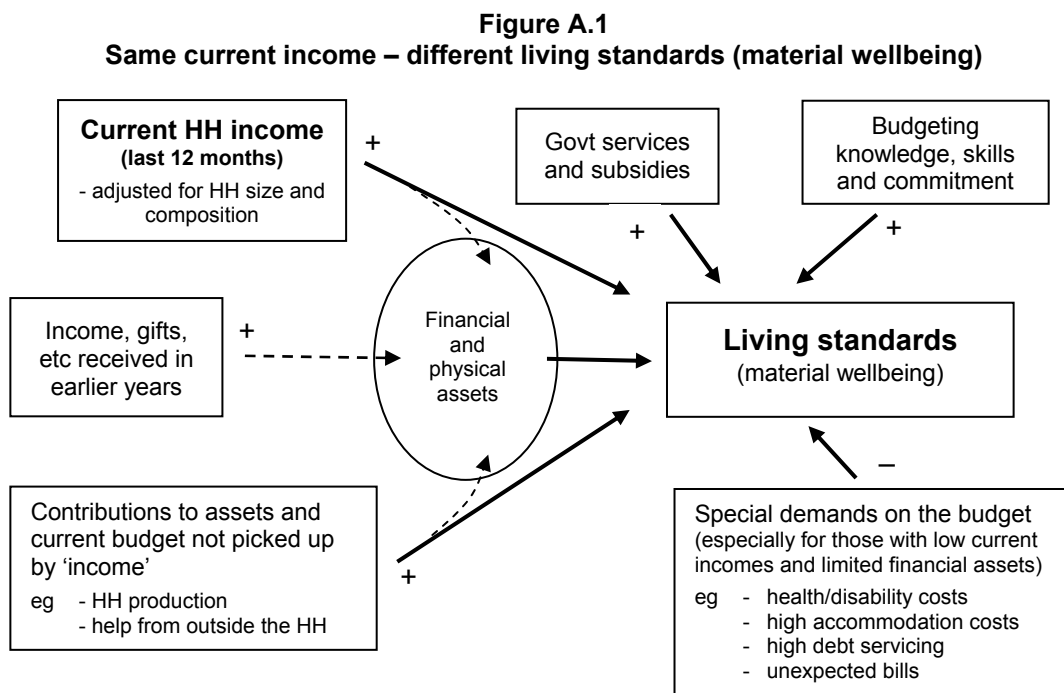 Figure A.1
Same current income – different living standards (material wellbeing)
Current HH income
(last 12 months)
- adjusted for HH size and
composition
+
Govt services
and subsidies
+
Budgeting
knowledge, skills
and commitment
+
Income, gifts,
etc received in
earlier years
+
Financial
and
physical
assets
Living standards
(material wellbeing)
Contributions to assets and
current budget not picked up
by ‘income’
eg - HH production
- help from outside the HH
+
–
Special demands on the budget
(especially for those with low current
incomes and limited financial assets)
eg - health/disability costs
- high accommodation costs
- high debt servicing
- unexpected bills